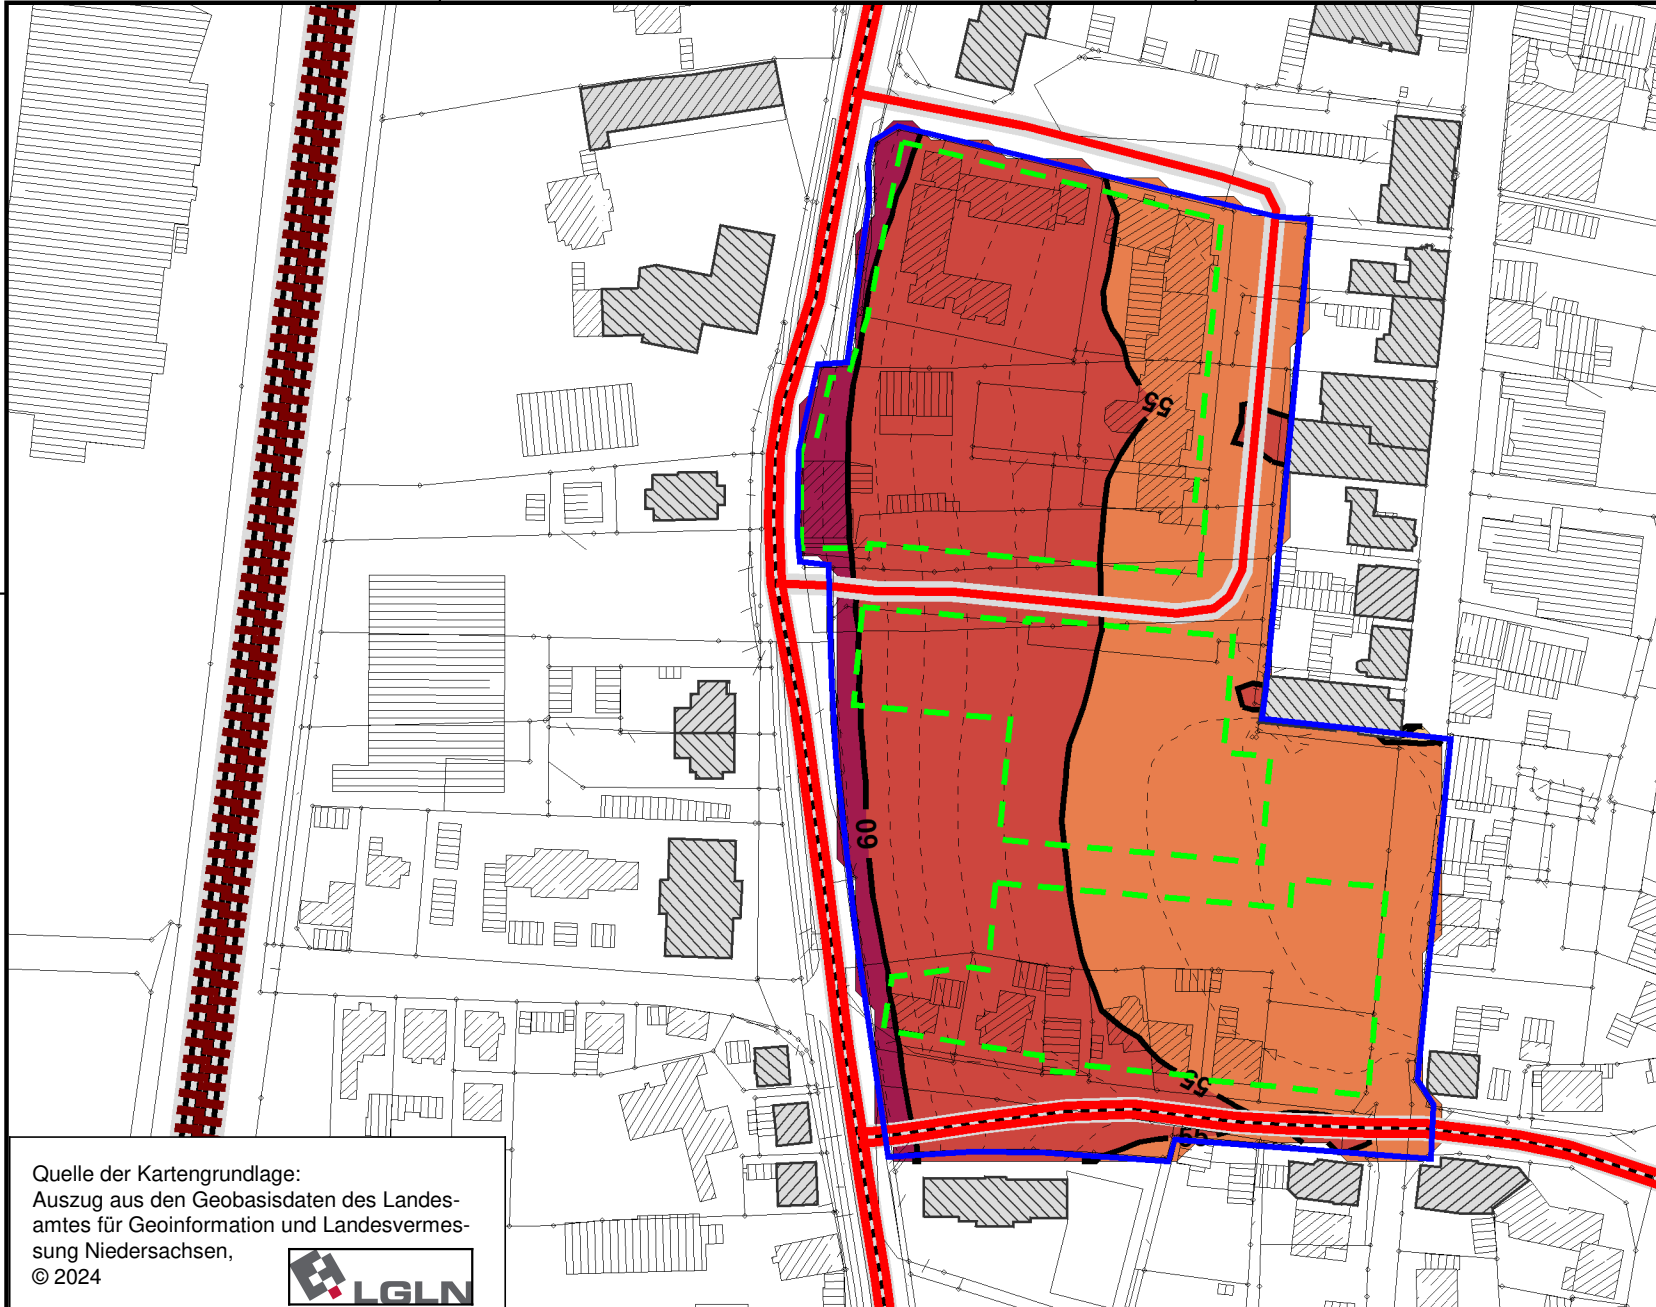 55
60
55
55
Quelle der Kartengrundlage:
Auszug aus den Geobasisdaten des Landes-
amtes für Geoinformation und Landesvermes-
sung Niedersachsen,
© 2024
LGLN